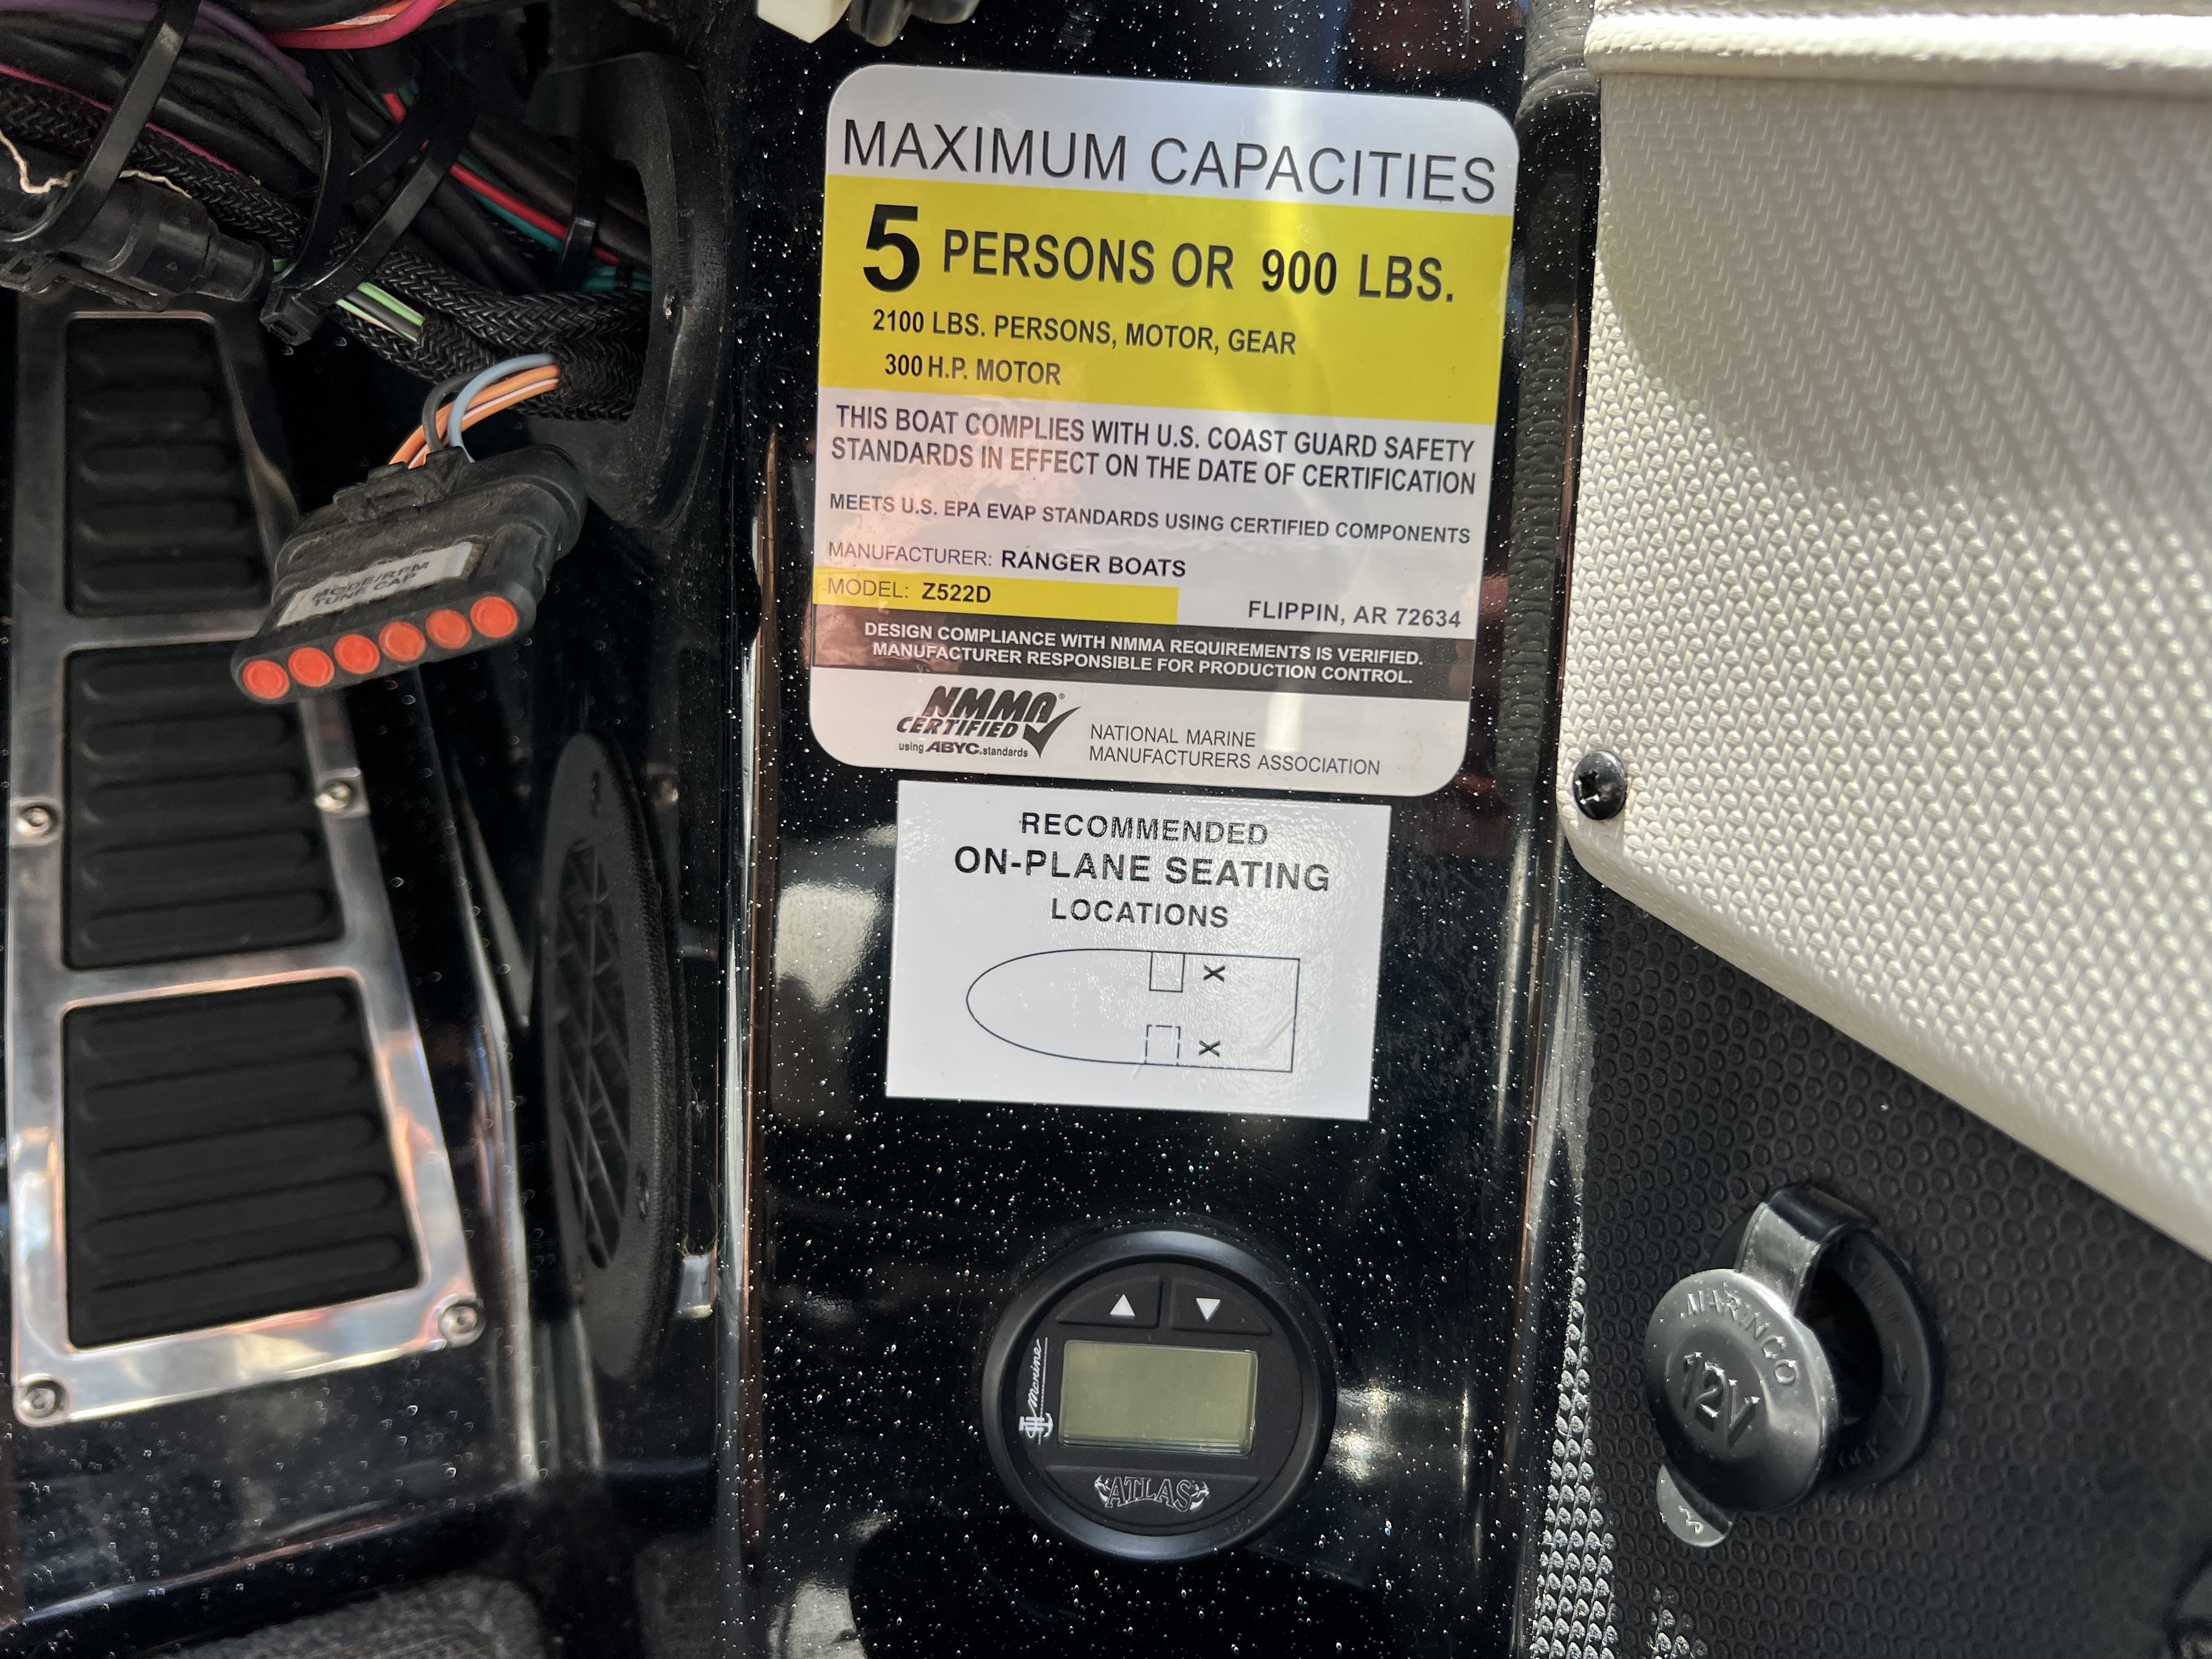 MAXIMUM CAPACITIES
5 PERSONS OR 900 LBS.
2100 LBS. PERSONS, MOTOR, GEAR
300 H.P. MOTOR
THIS BOAT COMPLIES WITH U.S. COAST GUARD SAFETY
STANDARDS IN EFFECT ON THE DATE OF CERTIFICATION
MEETS U.S. EPA EVAP STANDARDS USING CERTIFIED COMPONENTS
MANUFACTURER: RANGER BOATS
MODEL: Z522D
FLIPPIN, AR 72634
DESIGN COMPLIANCE WITH NMMA REQUIREMENTS IS VERIFIED.
MANUFACTURER RESPONSIBLE FOR PRODUCTION CONTROL.
NMMA®
CERTIFIED
using ABYC standards
NATIONAL MARINE
MANUFACTURERS ASSOCIATION
MODE/RPM
TUNE CAP
RECOMMENDED
ON-PLANE SEATING
LOCATIONS
X
X
TH Marine
ATLAS
MARINCO
12V